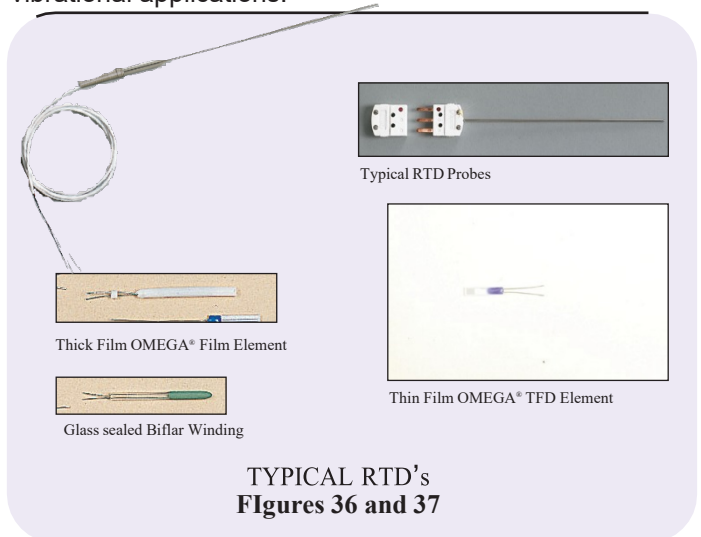 vibrational applications.
Typical RTD Probes
Thick Film OMEGA® Film Element
Thin Film OMEGA® TFD Element
Glass sealed Biflar Winding
TYPICAL RTD’s
FIgures 36 and 37